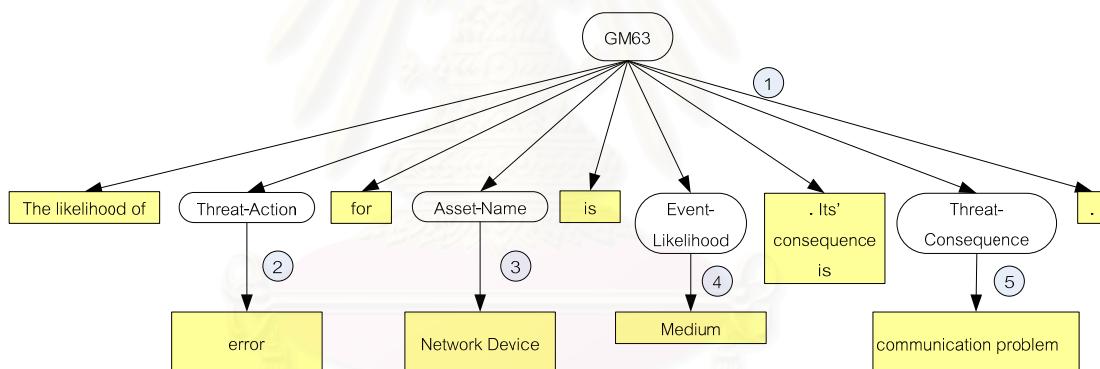 GM63
1
The likelihood of
Threat-Action
for
Asset-Name
is
Event-
Likelihood
. Its'
consequence
is
Threat-
Consequence
.
2
3
4
5
error
Network Device
Medium
communication problem